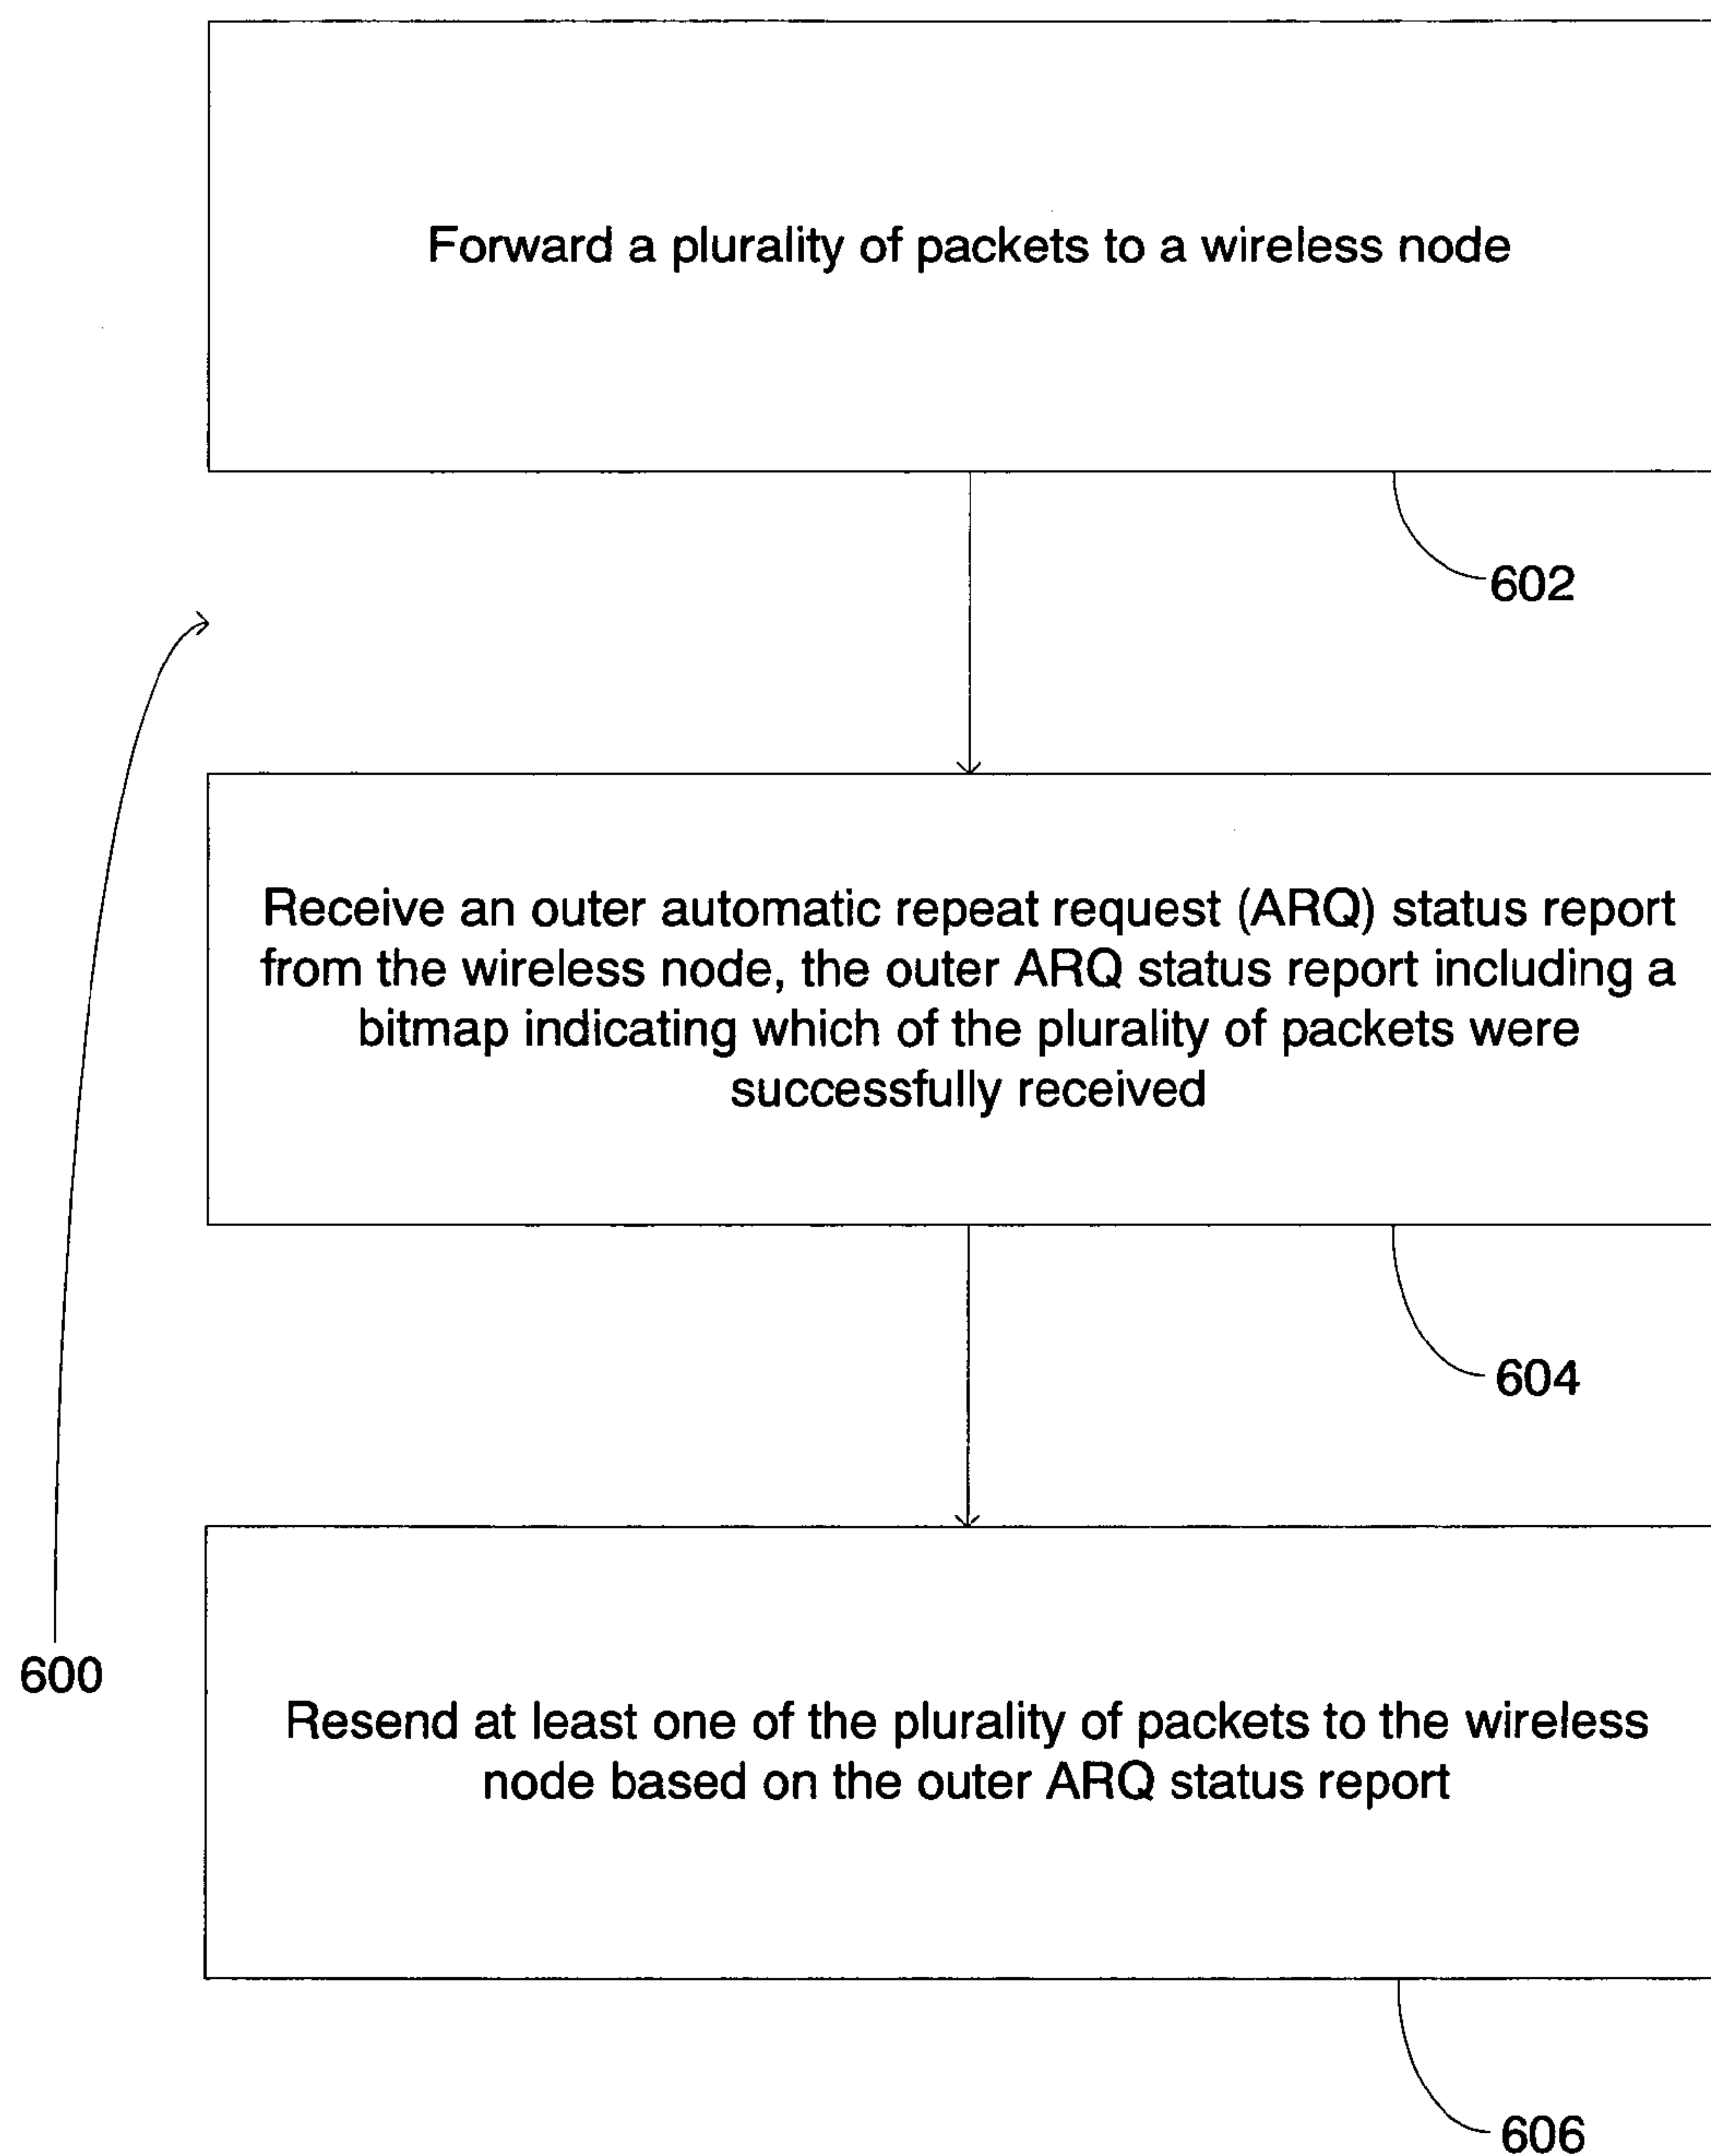 Forward a plurality of packets to a wireless node
602
Receive an outer automatic repeat request (ARQ) status report
from the wireless node, the outer ARQ status report including a
bitmap indicating which of the plurality of packets were
successfully received
604
600
Resend at least one of the plurality of packets to the wireless
node based on the outer ARQ status report
606